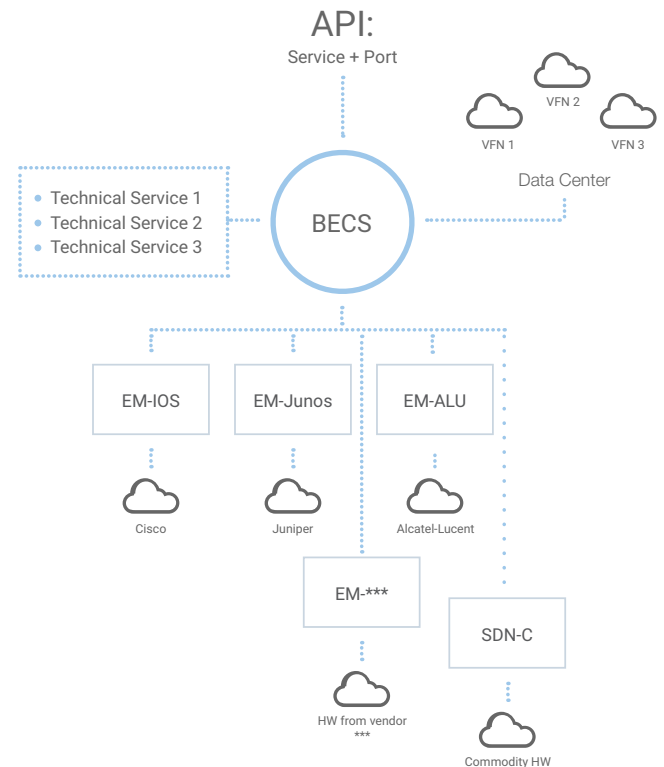 API:
Service + Port
VFN 2
VFN 1
VFN 3
Data Center
Technical Service 1
Technical Service 2
Technical Service 3
BECS
EM-IOS
EM-Junos
EM-ALU
Cisco
Juniper
Alcatel-Lucent
EM-***
SDN-C
HW from vendor
***
Commodity HW